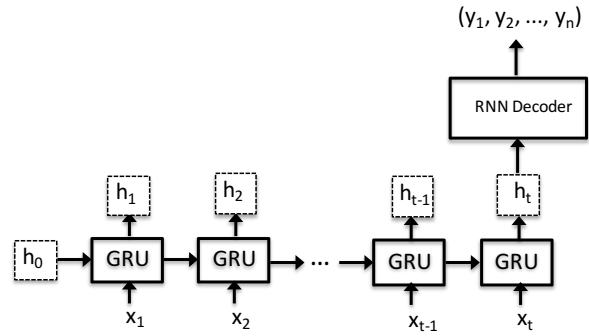 (y1, y2, ..., yn)
RNN Decoder
h1 h2 ht-1 ht
h0 GRU GRU ... GRU GRU
x1 x2 xt-1 xt